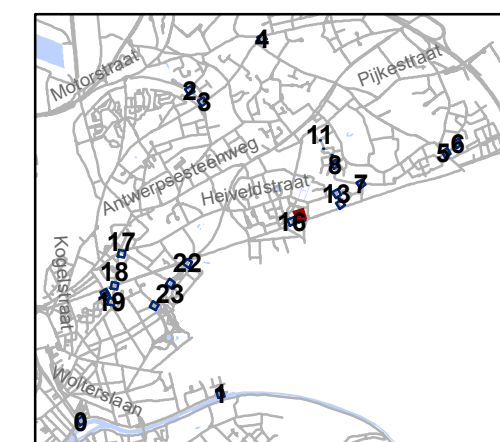 4
Motorstraat
Pijkestraat
2
3
11
6
5
8
Antwerpsesteenweg
Heiveldstraat
7
13
16
17
22
18
Kogelstraat
19
23
Wolterslaan
1
0